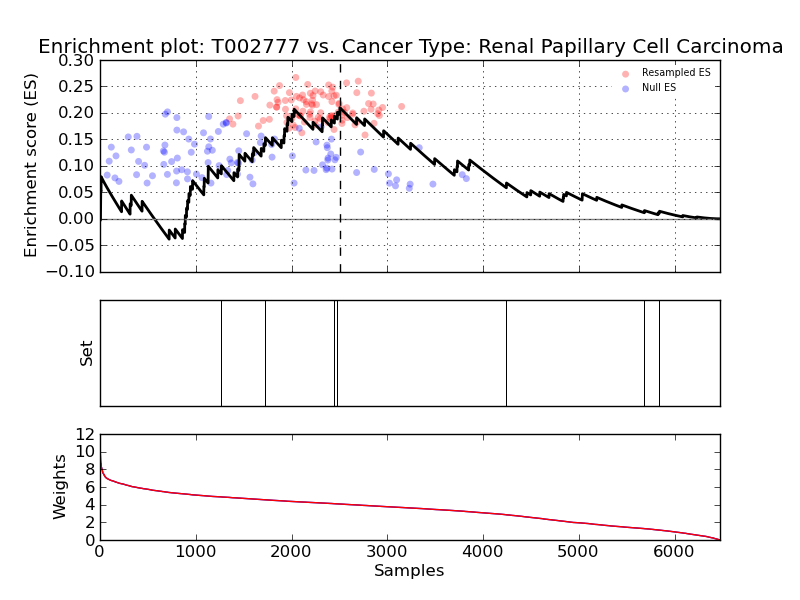 Enrichment plot: T002777 vs. Cancer Type: Renal Papillary Cell Carcinoma
Enrichment score (ES)
0.30
0.25
0.20
0.15
0.10
0.05
0.00
−0.05
−0.10
Resampled ES
Null ES
Set
Weights
12
10
8
6
4
2
0
0 1000 2000 3000 4000 5000 6000
Samples